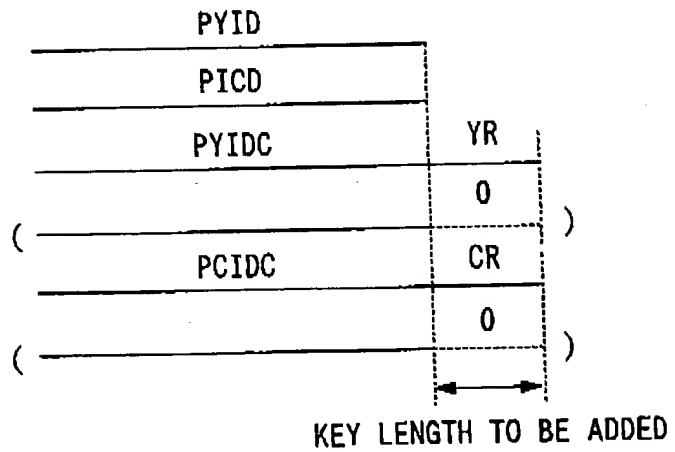 PYID
PICD
PYIDC YR
0
( )
PCIDC CR
0
( )
KEY LENGTH TO BE ADDED